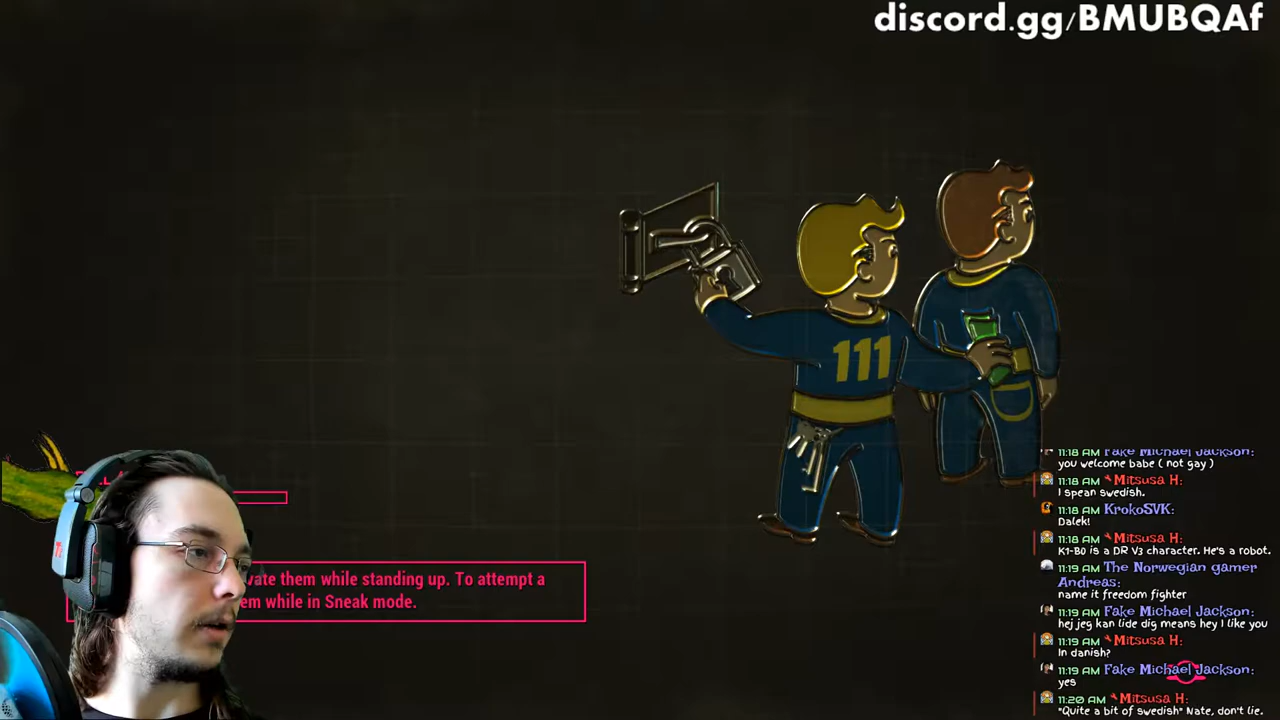 discord.gg/BMUBQAf
111
vate them while standing up. To attempt a
em while in Sneak mode.
11:18 AM Fake Michael Jackson:
you welcome babe ( not gay )
11:18 AM Mitsusa H:
I spean swedish.
11:18 AM KrokoSVK:
Dalek!
11:18 AM Mitsusa H:
K1-B0 is a DR V3 character. He's a robot.
11:19 AM The Norwegian gamer
Andreas:
name it freedom fighter
11:19 AM Fake Michael Jackson:
hej jeg kan lide dig means hey I like you
11:19 AM Mitsusa H:
In danish?
11:19 AM Fake Michael Jackson:
yes
11:20 AM Mitsusa H:
"Quite a bit of swedish" Nate, don't lie.